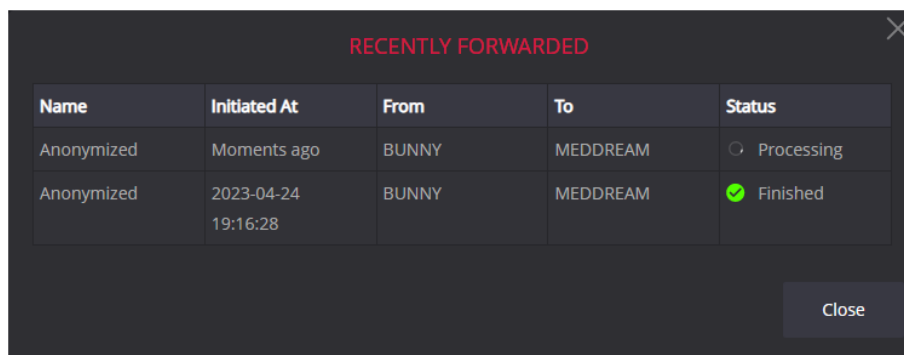 RECENTLY FORWARDED
Name Initiated At From To Status
Anonymized Moments ago BUNNY MEDDREAM Processing
Anonymized 2023-04-24 BUNNY MEDDREAM Finished
19:16:28
Close